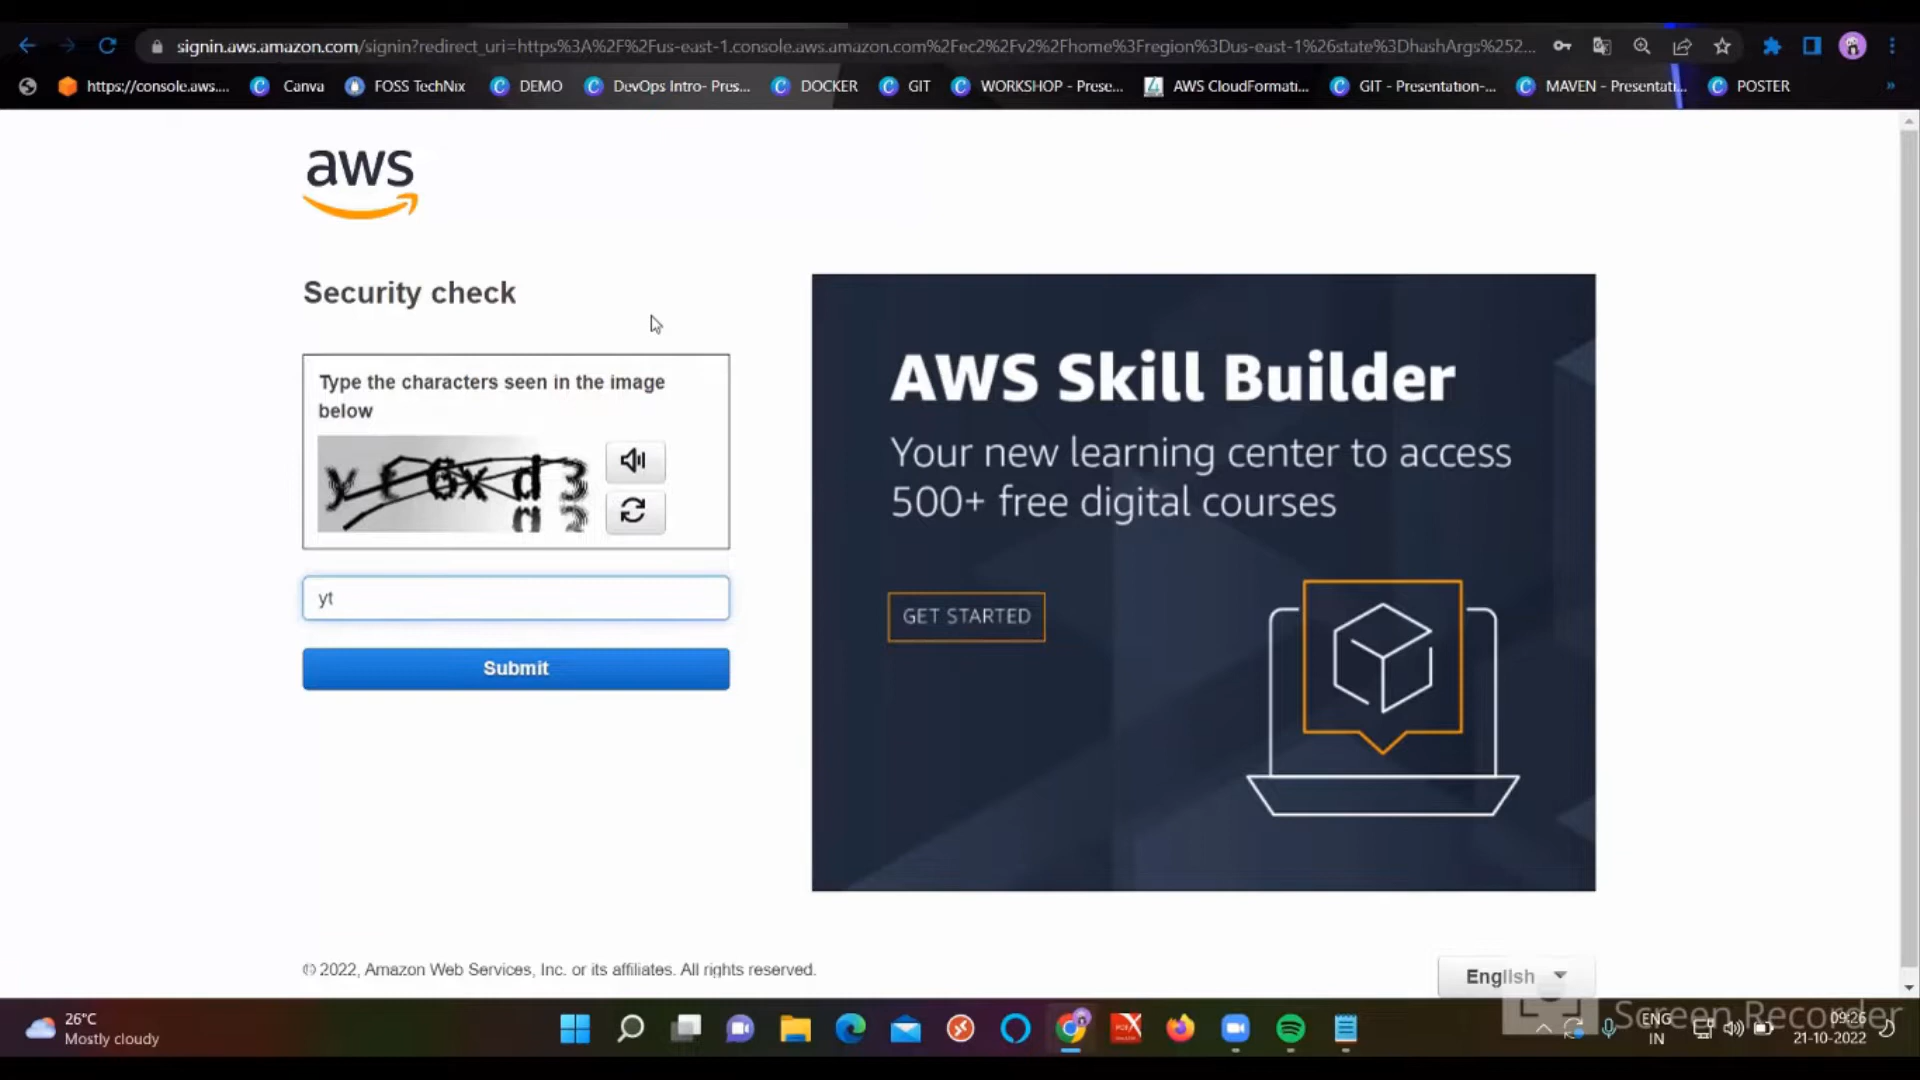 signin.aws.amazon.com/signin?redirect_uri=https%3A%2F%2Fus-east-1.console.aws.amazon.com%2Fec2%2Fv2%2Fhome%3Fregion%3Dus-east-1%26state%3DhashArgs%252...
https://console.aws.... Canva FOSS TechNix DEMO DevOps Intro- Pres... DOCKER GIT WORKSHOP - Prese... AWS CloudFormati... GIT - Presentation-... MAVEN - Presentati... POSTER »
aws
Security check
Type the characters seen in the image
below
yt
Submit
AWS Skill Builder
Your new learning center to access
500+ free digital courses
GET STARTED
© 2022, Amazon Web Services, Inc. or its affiliates. All rights reserved.
English
Screen Recorder
26°C
Mostly cloudy
ENG
IN
09:26
21-10-2022